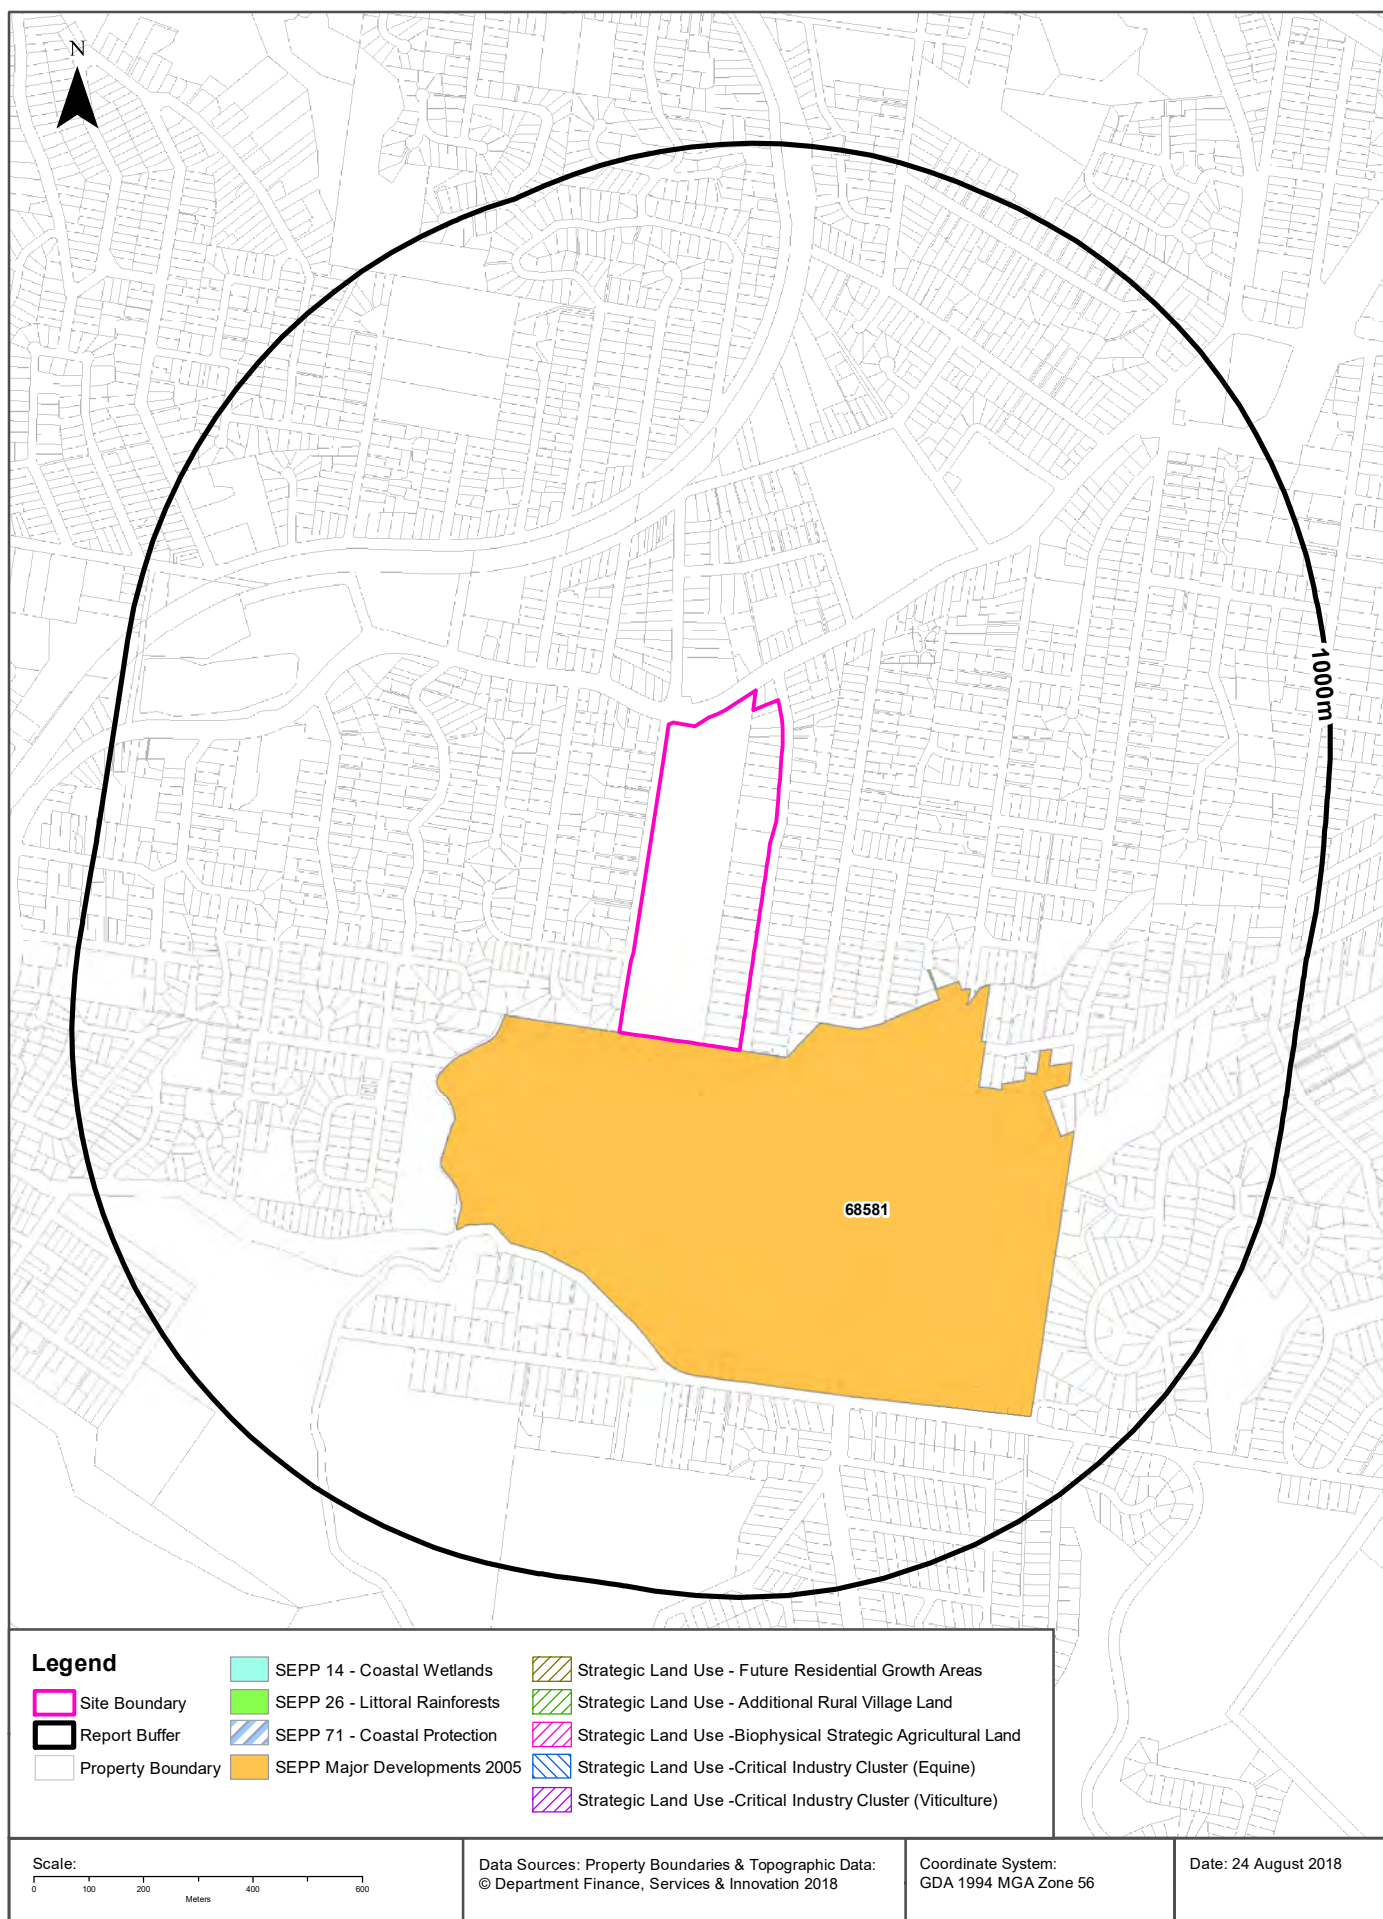 N
1000m
68581
Legend
Site Boundary
Report Buffer
Property Boundary
SEPP 14 - Coastal Wetlands
SEPP 26 - Littoral Rainforests
SEPP 71 - Coastal Protection
SEPP Major Developments 2005
Strategic Land Use - Future Residential Growth Areas
Strategic Land Use - Additional Rural Village Land
Strategic Land Use -Biophysical Strategic Agricultural Land
Strategic Land Use -Critical Industry Cluster (Equine)
Strategic Land Use -Critical Industry Cluster (Viticulture)
Scale:
0 100 200 400 600
Meters
Data Sources: Property Boundaries & Topographic Data:
© Department Finance, Services & Innovation 2018
Coordinate System:
GDA 1994 MGA Zone 56
Date: 24 August 2018